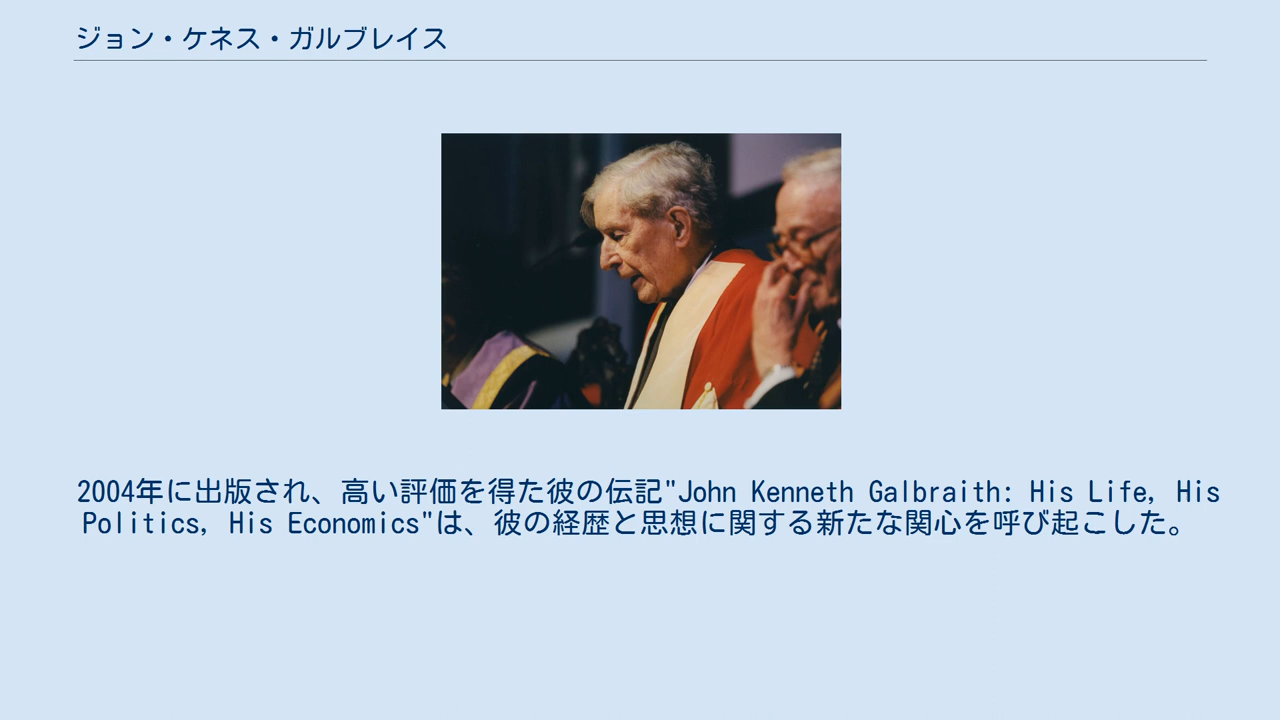 ジョン・ケネス・ガルブレイス
2004年に出版され、高い評価を得た彼の伝記"John Kenneth Galbraith: His Life, His
Politics, His Economics"は、彼の経歴と思想に関する新たな関心を呼び起こした。